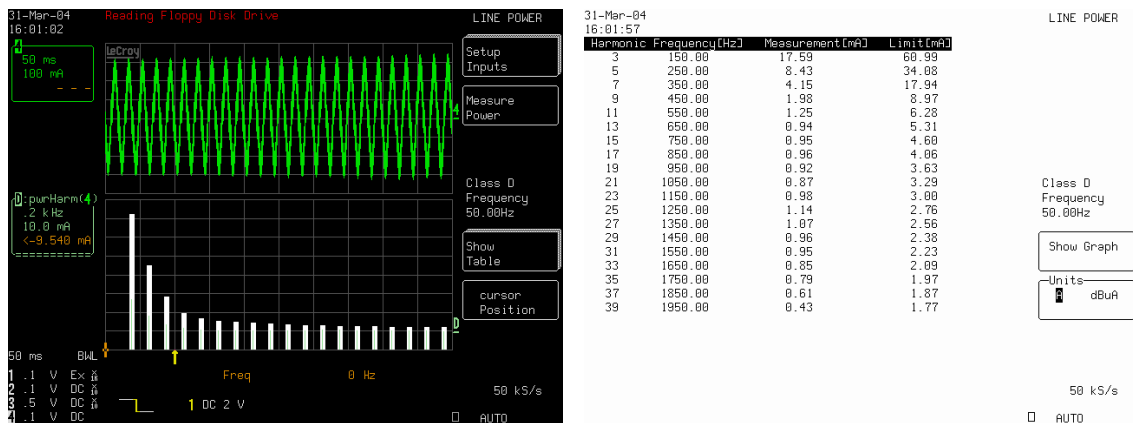 31-Mar-04
16:01:02
Reading Floppy Disk Drive
LINE POWER
4
50 ms
100 mA
- - -
LeCroy
Setup
Inputs
Measure
Power
4
Class D
Frequency
50.00Hz
D:pwrHarm(4)
.2 kHz
10.0 mA
<-9.540 mA
Show
Table
cursor
Position
D
50 ms BWL
1 .1 V Ex
2 .1 V DC
3 .5 V DC
4 .1 V DC
Freq 0 Hz
1 DC 2 V
50 kS/s
AUTO
31-Mar-04
16:01:57
LINE POWER
Harmonic Frequency[Hz] Measurement[mA] Limit[mA]
3 150.00 17.59 60.99
5 250.00 8.43 34.08
7 350.00 4.15 17.94
9 450.00 1.98 8.97
11 550.00 1.25 6.28
13 650.00 0.94 5.31
15 750.00 0.95 4.60
17 850.00 0.96 4.06
19 950.00 0.92 3.63
21 1050.00 0.87 3.29
23 1150.00 0.98 3.00
25 1250.00 1.14 2.76
27 1350.00 1.07 2.56
29 1450.00 0.96 2.38
31 1550.00 0.95 2.23
33 1650.00 0.85 2.09
35 1750.00 0.79 1.97
37 1850.00 0.61 1.87
39 1950.00 0.43 1.77
Class D
Frequency
50.00Hz
Show Graph
Units
A dBuA
50 kS/s
AUTO